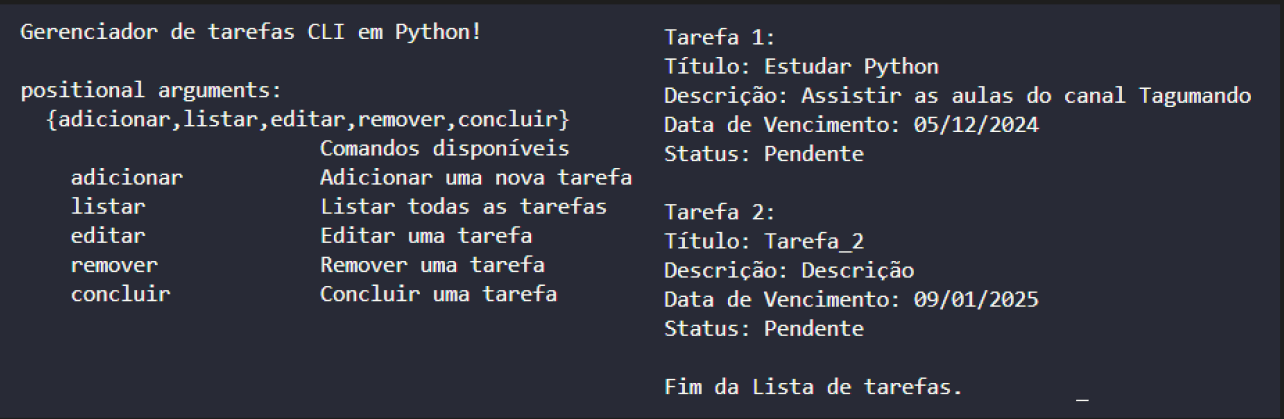 Gerenciador de tarefas CLI em Python!
positional arguments:
{adicionar,listar,editar,remover,concluir}
Comandos disponíveis
adicionar Adicionar uma nova tarefa
listar Listar todas as tarefas
editar Editar uma tarefa
remover Remover uma tarefa
concluir Concluir uma tarefa
Tarefa 1:
Título: Estudar Python
Descrição: Assistir as aulas do canal Tagumando
Data de Vencimento: 05/12/2024
Status: Pendente
Tarefa 2:
Título: Tarefa_2
Descrição: Descrição
Data de Vencimento: 09/01/2025
Status: Pendente
Fim da Lista de tarefas. _